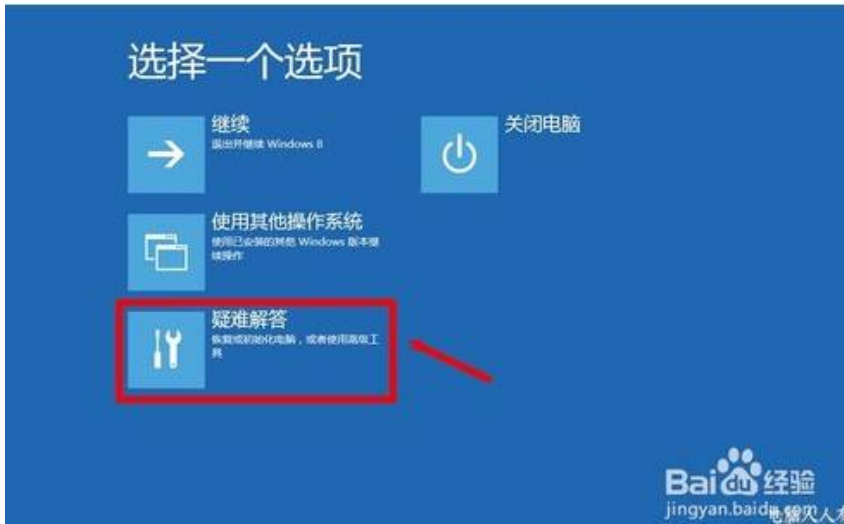 选择一个选项
继续
退出并继续 Windows 8
关闭电脑
使用其他操作系统
使用已安装的其他 Windows 版本继
续操作
疑难解答
恢复或初始化电脑，或者使用高级工
具
Bai du 经验
jingyan.baid